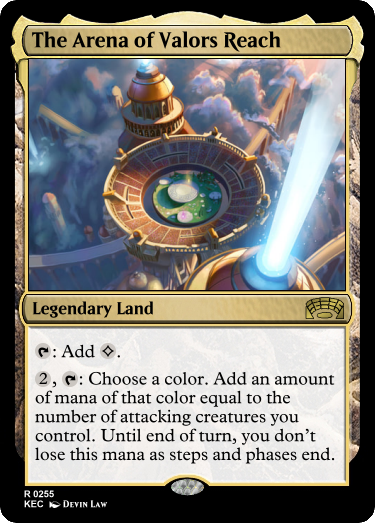 The Arena of Valors Reach
Legendary Land
: Add .
2, : Choose a color. Add an amount
of mana of that color equal to the
number of attacking creatures you
control. Until end of turn, you don't
lose this mana as steps and phases end.
R 0255
KEC Devin Law